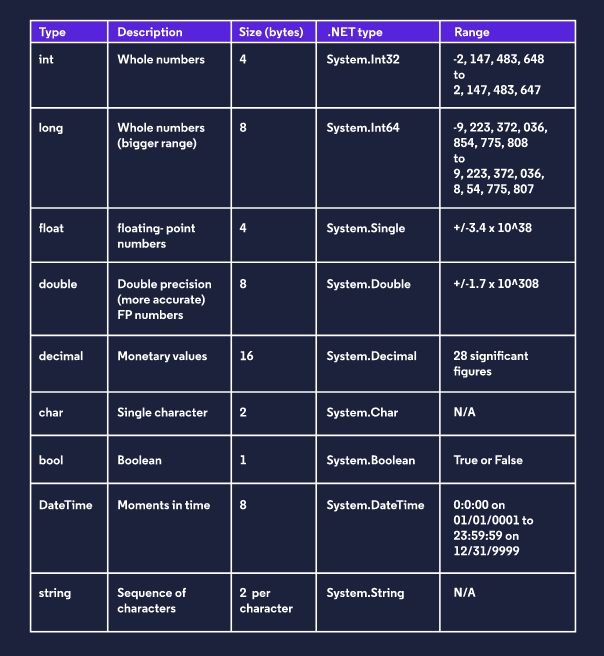 Type Description Size (bytes) .NET type Range
int Whole numbers 4 System.Int32 -2, 147, 483, 648
to
2, 147, 483, 647
long Whole numbers 8 System.Int64 -9, 223, 372, 036,
(bigger range) 854, 775, 808
to
9, 223, 372, 036,
8, 54, 775, 807
float floating- point 4 System.Single +/-3.4 x 10^38
numbers
double Double precision 8 System.Double +/-1.7 x 10^308
(more accurate)
FP numbers
decimal Monetary values 16 System.Decimal 28 significant
figures
char Single character 2 System.Char N/A
bool Boolean 1 System.Boolean True or False
DateTime Moments in time 8 System.DateTime 0:0:00 on
01/01/0001 to
23:59:59 on
12/31/9999
string Sequence of 2 per System.String N/A
characters character